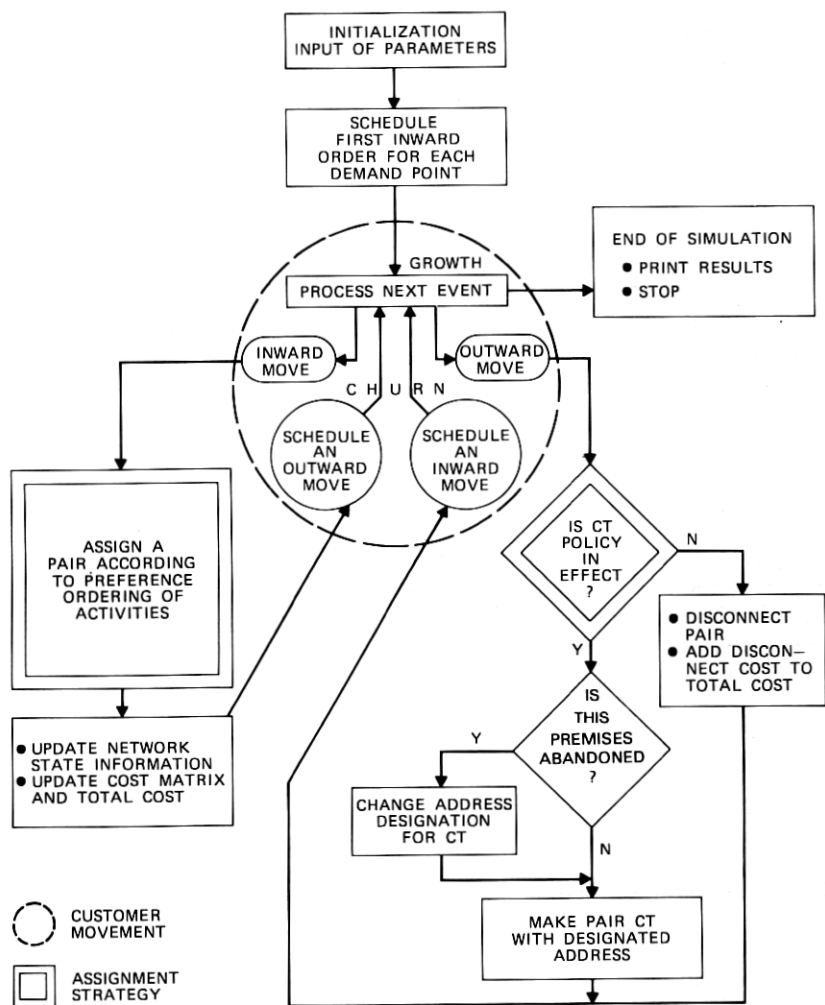 INITIALIZATION
INPUT OF PARAMETERS
SCHEDULE
FIRST INWARD
ORDER FOR EACH
DEMAND POINT
END OF SIMULATION
● PRINT RESULTS
● STOP
GROWTH
PROCESS NEXT EVENT
INWARD
MOVE
OUTWARD
MOVE
CHURN
SCHEDULE
AN
OUTWARD
MOVE
SCHEDULE
AN
INWARD
MOVE
ASSIGN A
PAIR ACCORDING
TO PREFERENCE
ORDERING OF
ACTIVITIES
IS CT
POLICY
IN
EFFECT
?
N
Y
● DISCONNECT
PAIR
● ADD DISCON–
NECT COST TO
TOTAL COST
● UPDATE NETWORK
STATE INFORMATION
● UPDATE COST MATRIX
AND TOTAL COST
IS
THIS
PREMISES
ABANDONED
?
Y
N
CHANGE ADDRESS
DESIGNATION
FOR CT
MAKE PAIR CT
WITH DESIGNATED
ADDRESS
CUSTOMER
MOVEMENT
ASSIGNMENT
STRATEGY